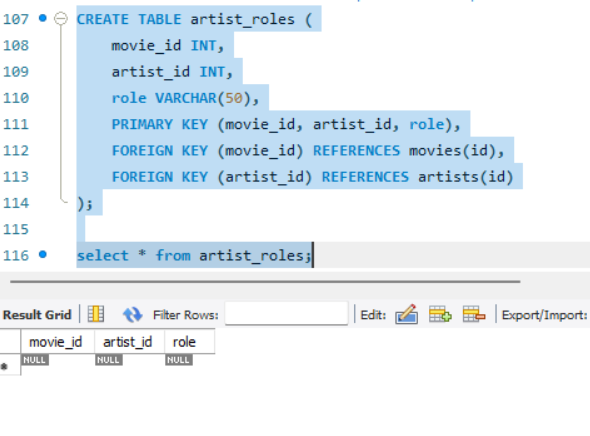 107 CREATE TABLE artist_roles (
108 movie_id INT,
109 artist_id INT,
110 role VARCHAR(50),
111 PRIMARY KEY (movie_id, artist_id, role),
112 FOREIGN KEY (movie_id) REFERENCES movies(id),
113 FOREIGN KEY (artist_id) REFERENCES artists(id)
114 );
115
116 select * from artist_roles;
Result Grid Filter Rows: Edit: Export/Import:
movie_id artist_id role
* NULL NULL NULL